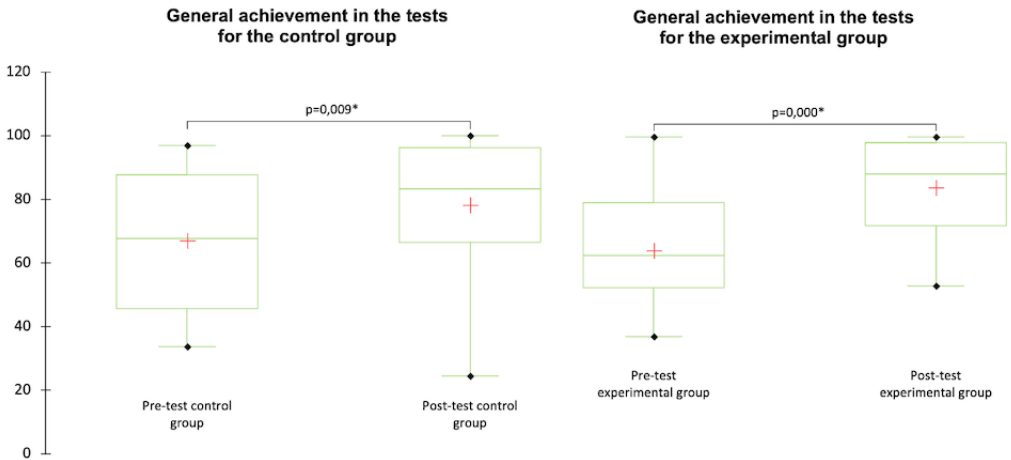 General achievement in the tests
for the control group
General achievement in the tests
for the experimental group
120
100
80
60
40
20
0
p=0,009*
p=0,000*
Pre-test control
group
Post-test control
group
Pre-test
experimental group
Post-test
experimental group